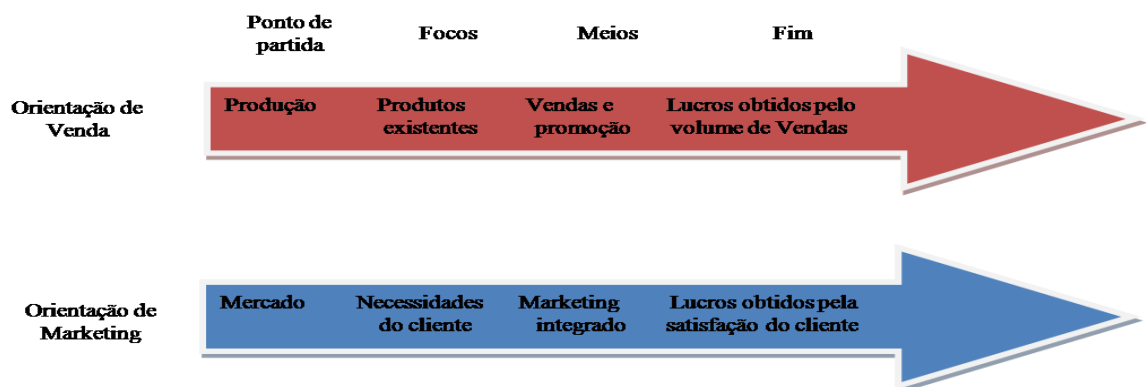 Ponto de
partida
Focos
Meios
Fim
Orientação de
Venda
Produção
Produtos
existentes
Vendas e
promoção
Lucros obtidos pelo
volume de Vendas
Orientação de
Marketing
Mercado
Necessidades
do cliente
Marketing
integrado
Lucros obtidos pela
satisfação do cliente